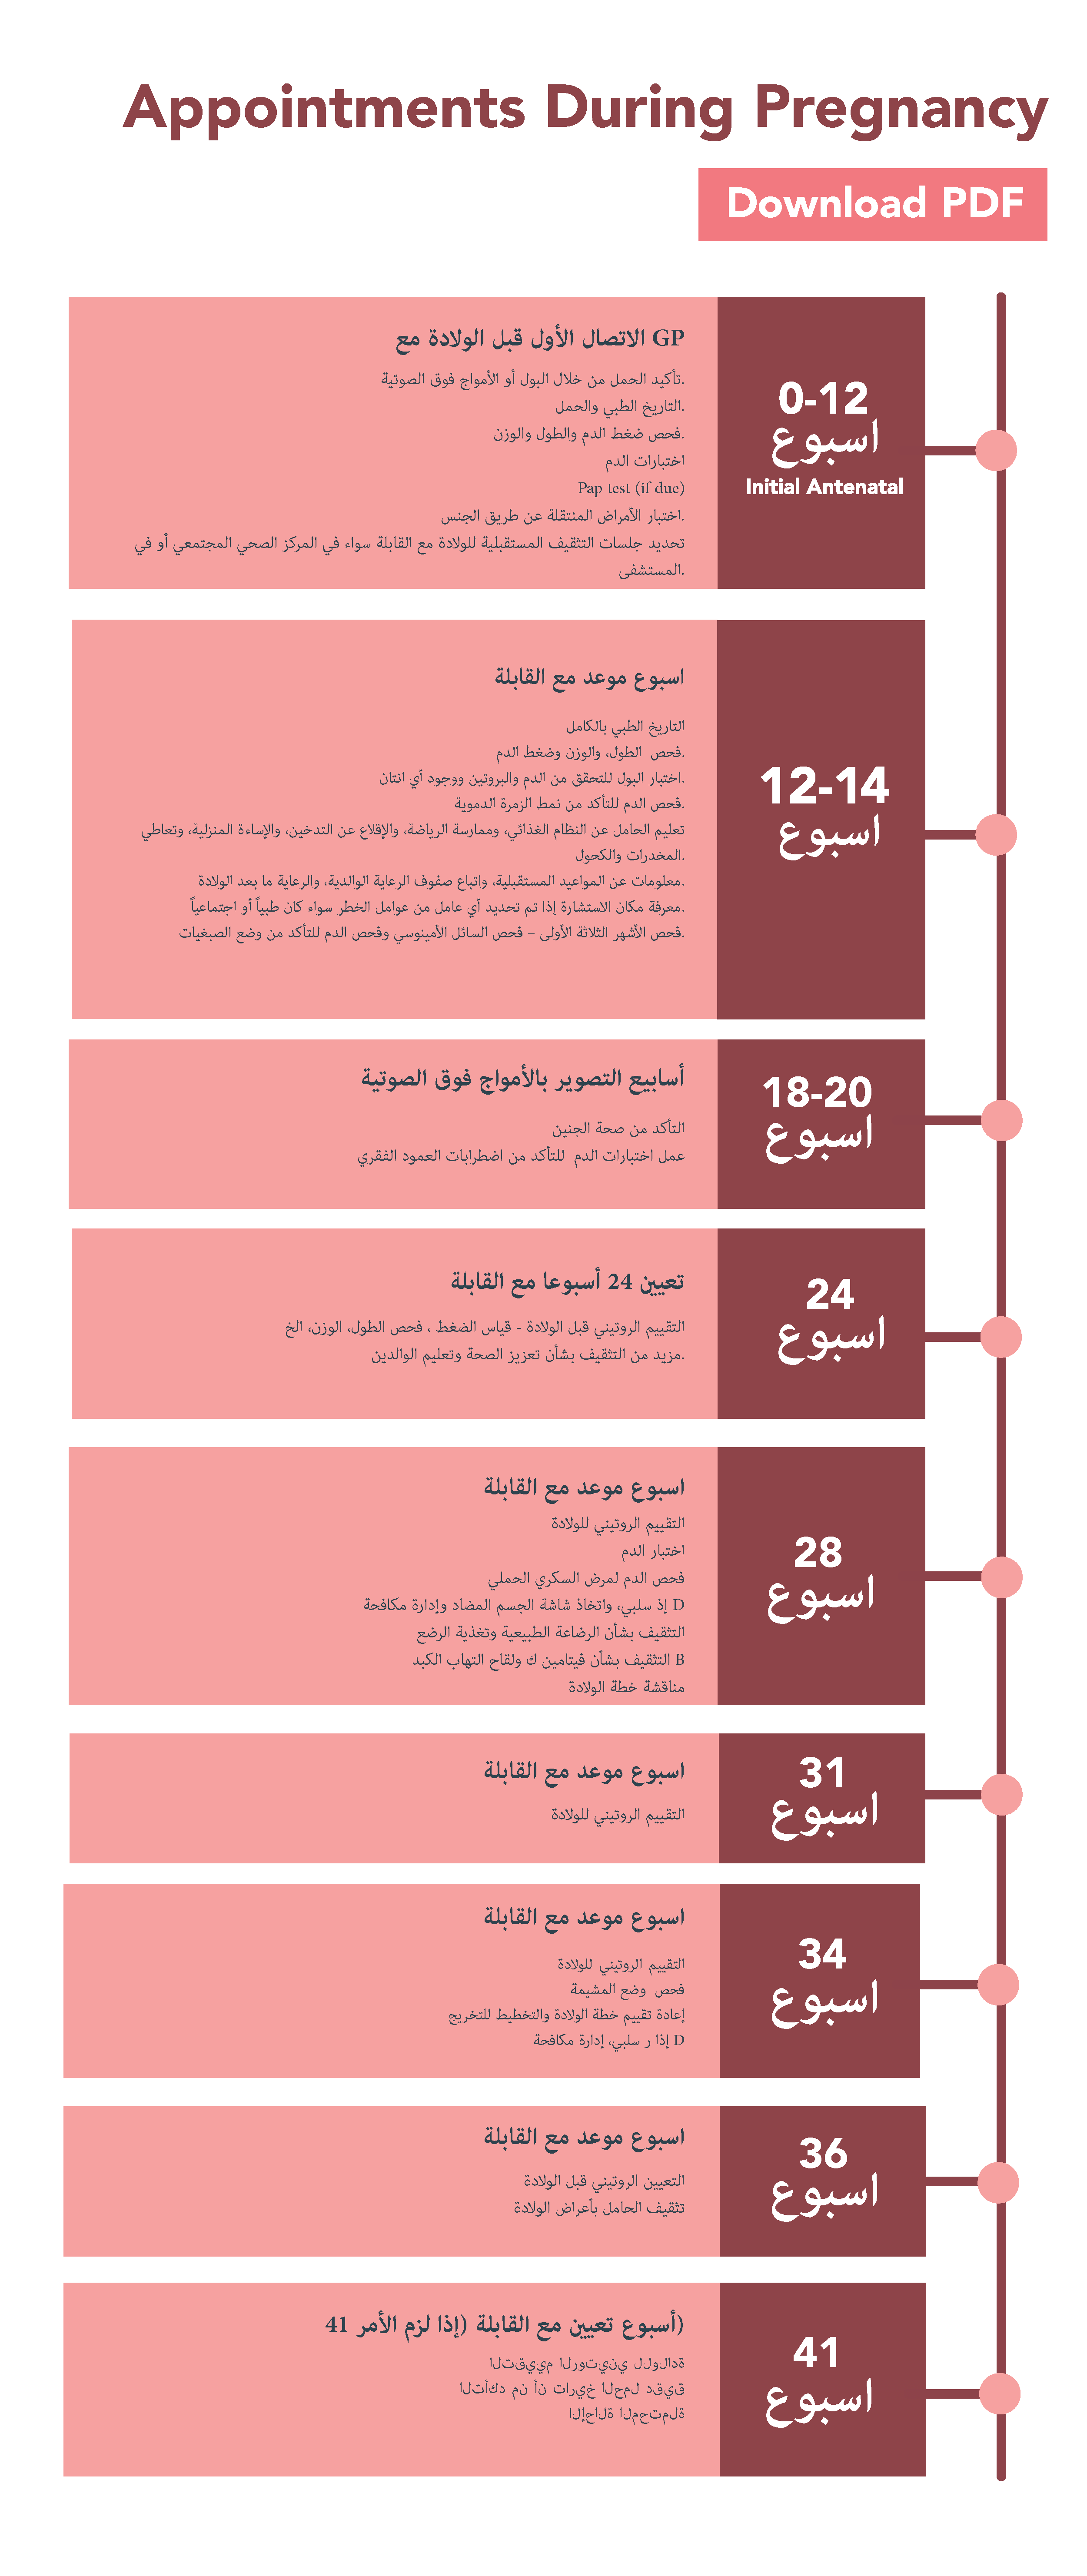 Appointments During Pregnancy
Download PDF
0-12
اسبوع
Initial Antenatal
GP الاتصال الأول قبل الولادة مع
.تأكيد الحمل من خلال البول أو الأمواج فوق الصوتية
.التاريخ الطبي والحمل
.فحص ضغط الدم والطول والوزن
اختبارات الدم
Pap test (if due)
.اختبار الأمراض المنتقلة عن طريق الجنس
تحديد جلسات التثقيف المستقبلية للولادة مع القابلة سواء في المركز الصحي المجتمعي أو في
.المستشفى
12-14
اسبوع
اسبوع موعد مع القابلة
التاريخ الطبي بالكامل
.فحص الطول، والوزن وضغط الدم
.اختبار البول للتحقق من الدم والبروتين ووجود أي انتان
.فحص الدم للتأكد من نمط الزمرة الدموية
تعليم الحامل عن النظام الغذائي، وممارسة الرياضة، والإقلاع عن التدخين، والإساءة المنزلية، وتعاطي
.المخدرات والكحول
.معلومات عن المواعيد المستقبلية، واتباع صفوف الرعاية الوالدية، والرعاية ما بعد الولادة
.معرفة مكان الاستشارة إذا تم تحديد أي عامل من عوامل الخطر سواء كان طبياً أو اجتماعياً
.فحص الأشهر الثلاثة الأولى – فحص السائل الأمينوسي وفحص الدم للتأكد من وضع الصبغيات
18-20
اسبوع
أسابيع التصوير بالأمواج فوق الصوتية
التأكد من صحة الجنين
عمل اختبارات الدم للتأكد من اضطرابات العمود الفقري
24
اسبوع
تعيين 24 أسبوعا مع القابلة
التقييم الروتيني قبل الولادة - قياس الضغط ، فحص الطول، الوزن، الخ
.مزيد من التثقيف بشأن تعزيز الصحة وتعليم الوالدين
28
اسبوع
اسبوع موعد مع القابلة
التقييم الروتيني للولادة
اختبار الدم
فحص الدم لمرض السكري الحملي
D إذ سلبي، واتخاذ شاشة الجسم المضاد وإدارة مكافحة
التثقيف بشأن الرضاعة الطبيعية وتغذية الرضع
B التثقيف بشأن فيتامين ك ولقاح التهاب الكبد
مناقشة خطة الولادة
31
اسبوع
اسبوع موعد مع القابلة
التقييم الروتيني للولادة
34
اسبوع
اسبوع موعد مع القابلة
التقييم الروتيني للولادة
فحص وضع المشيمة
إعادة تقييم خطة الولادة والتخطيط للتخريج
D إذا ر سلبي، إدارة مكافحة
36
اسبوع
اسبوع موعد مع القابلة
التعيين الروتيني قبل الولادة
تثقيف الحامل بأعراض الولادة
41
اسبوع
(أسبوع تعيين مع القابلة (إذا لزم الأمر 41
التقييم الروتيني للولادة
التأكد من أن تاريخ الحمل دقيق
الإحالة المحتملة